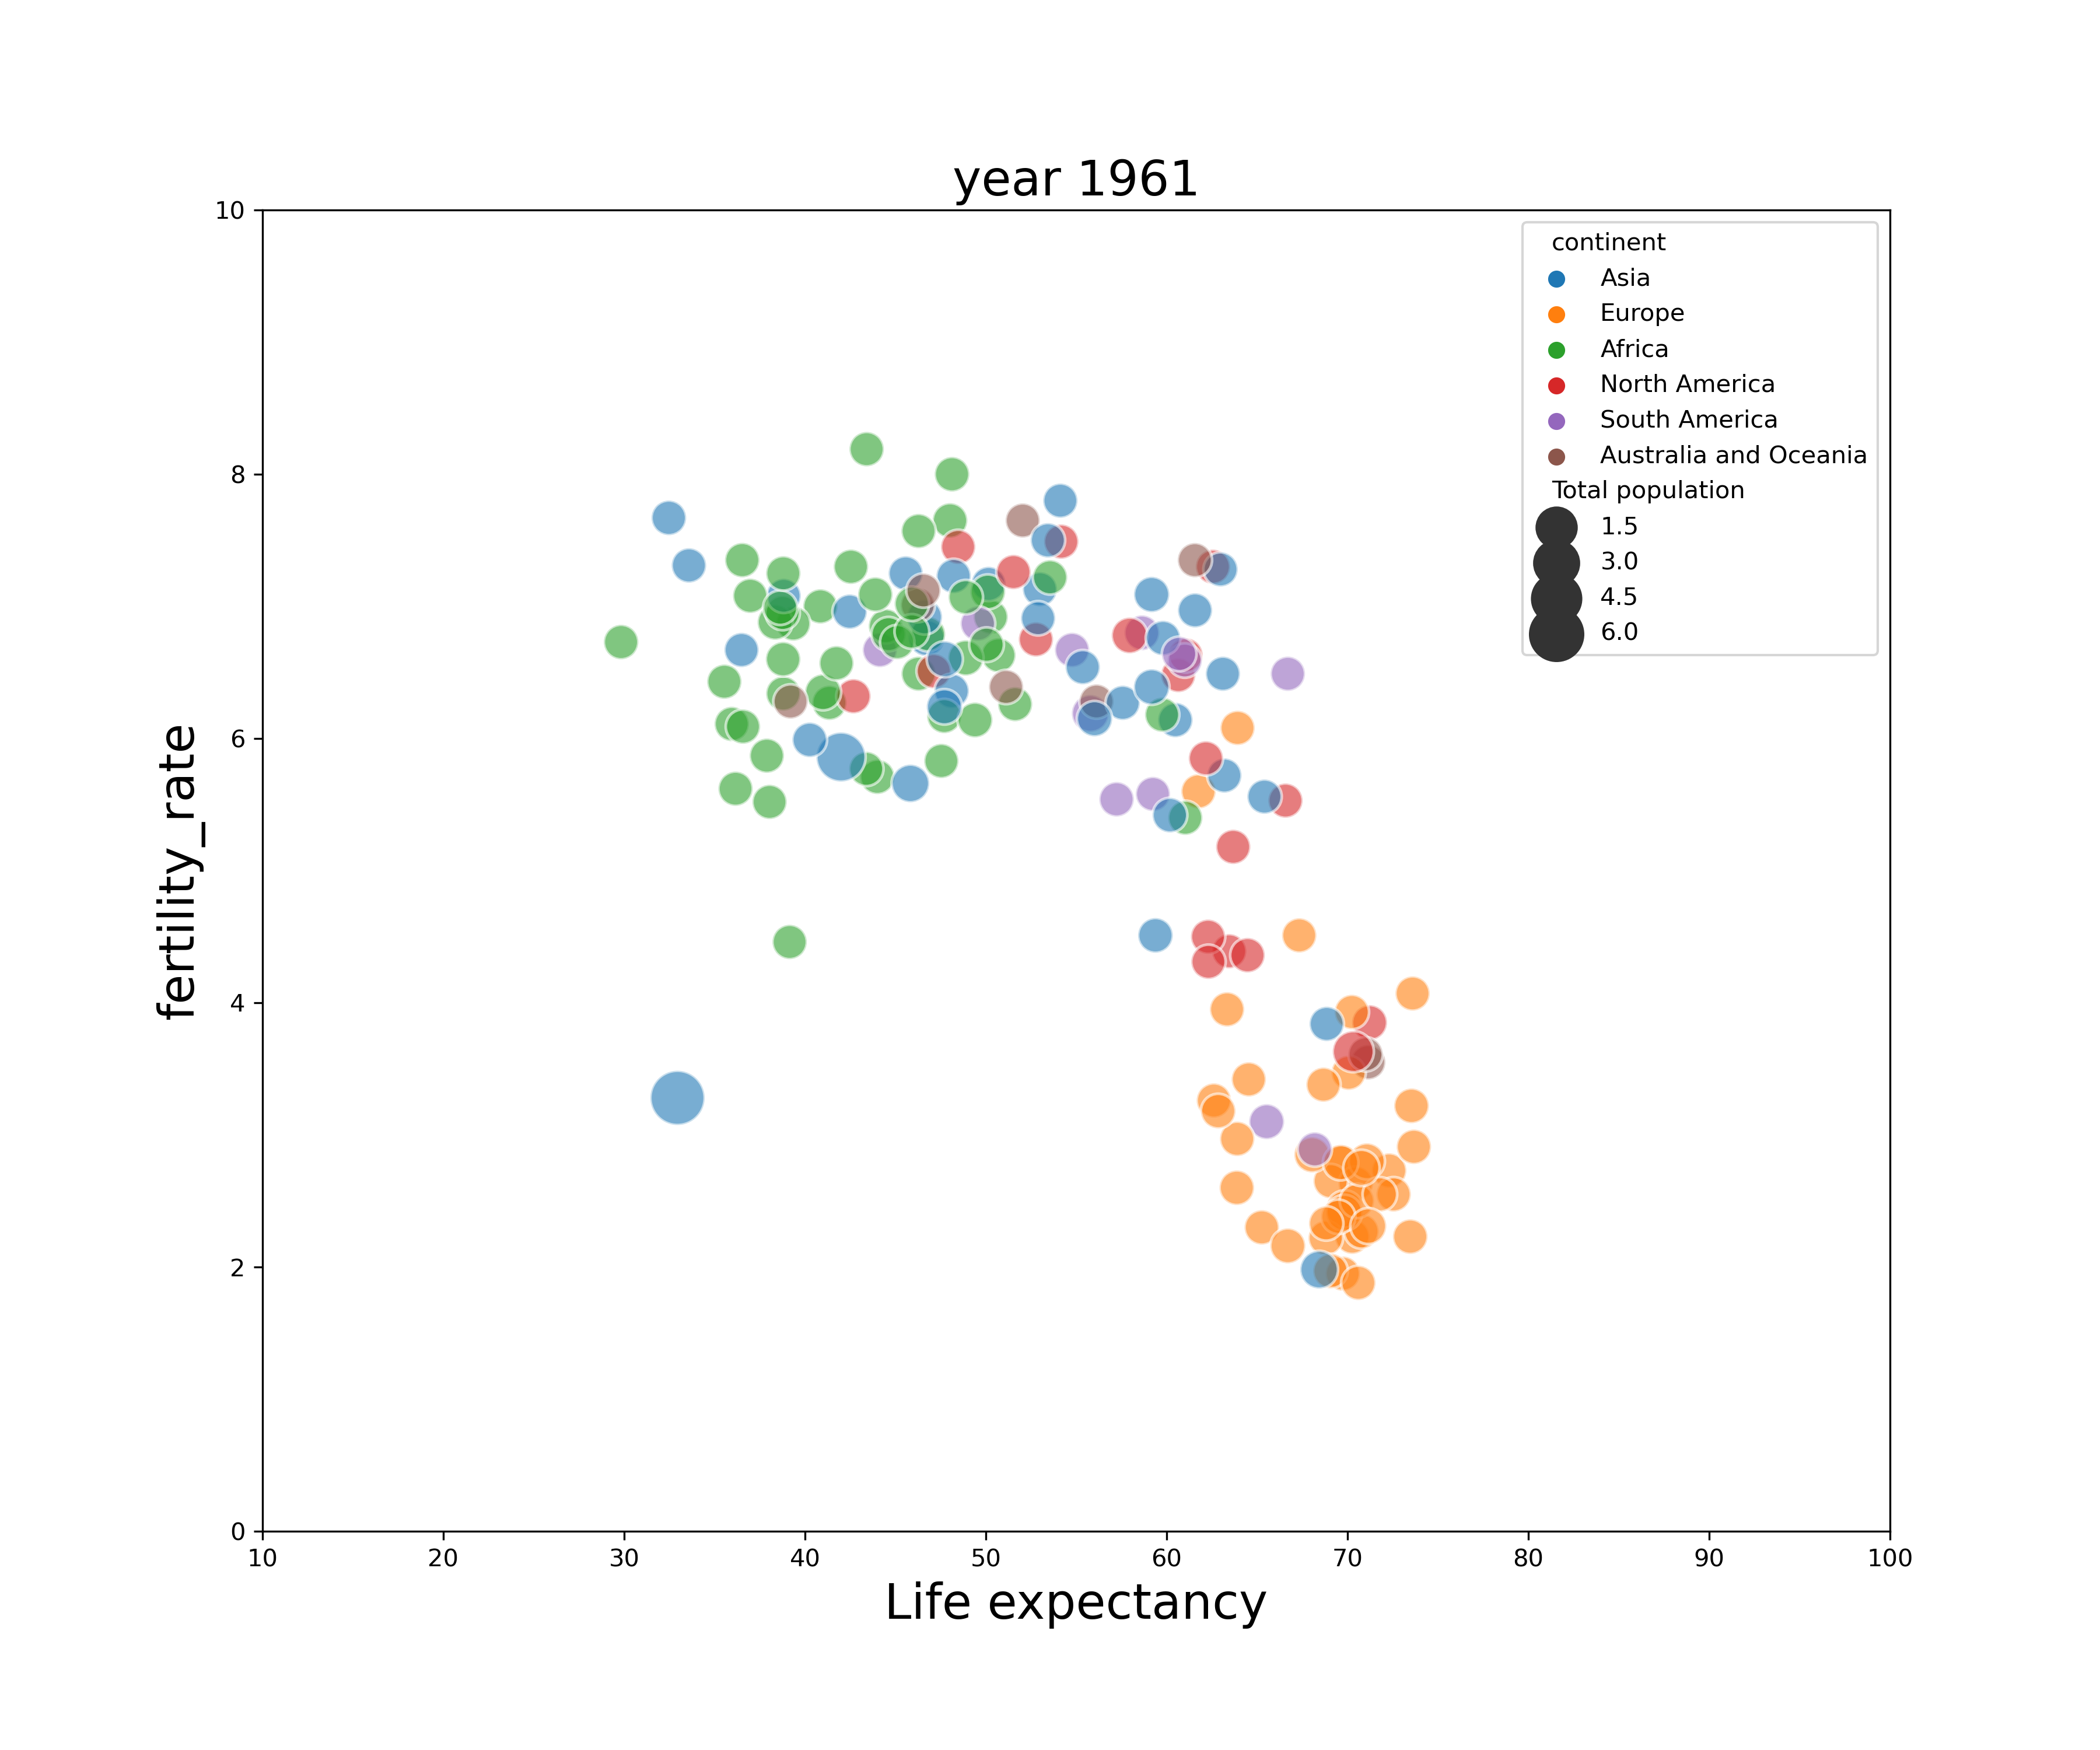 year 1961
10
8
6
4
2
0
fertility_rate
10 20 30 40 50 60 70 80 90 100
Life expectancy
continent
Asia
Europe
Africa
North America
South America
Australia and Oceania
Total population
1.5
3.0
4.5
6.0